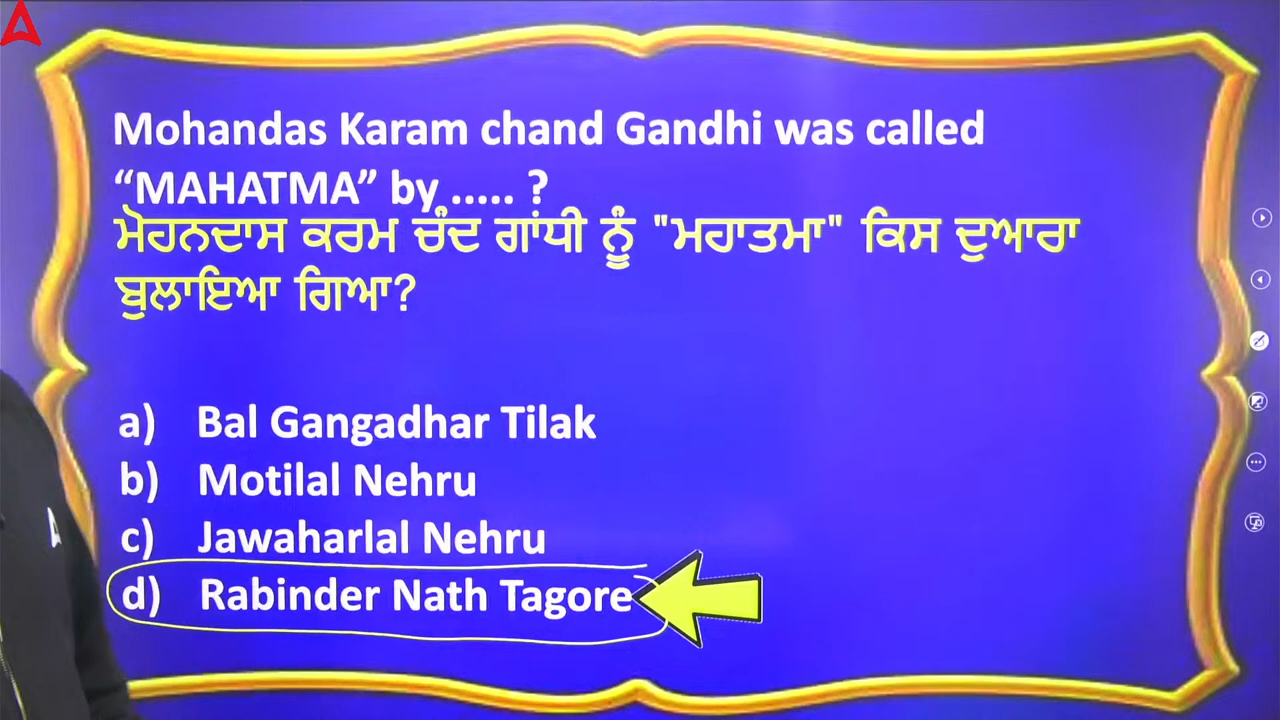 Mohandas Karam chand Gandhi was called
“MAHATMA” by ..... ?
ਮੋਹਨਦਾਸ ਕਰਮ ਚੰਦ ਗਾਂਧੀ ਨੂੰ "ਮਹਾਤਮਾ" ਕਿਸ ਦੁਆਰਾ
ਬੁਲਾਇਆ ਗਿਆ?
a) Bal Gangadhar Tilak
b) Motilal Nehru
c) Jawaharlal Nehru
d) Rabinder Nath Tagore